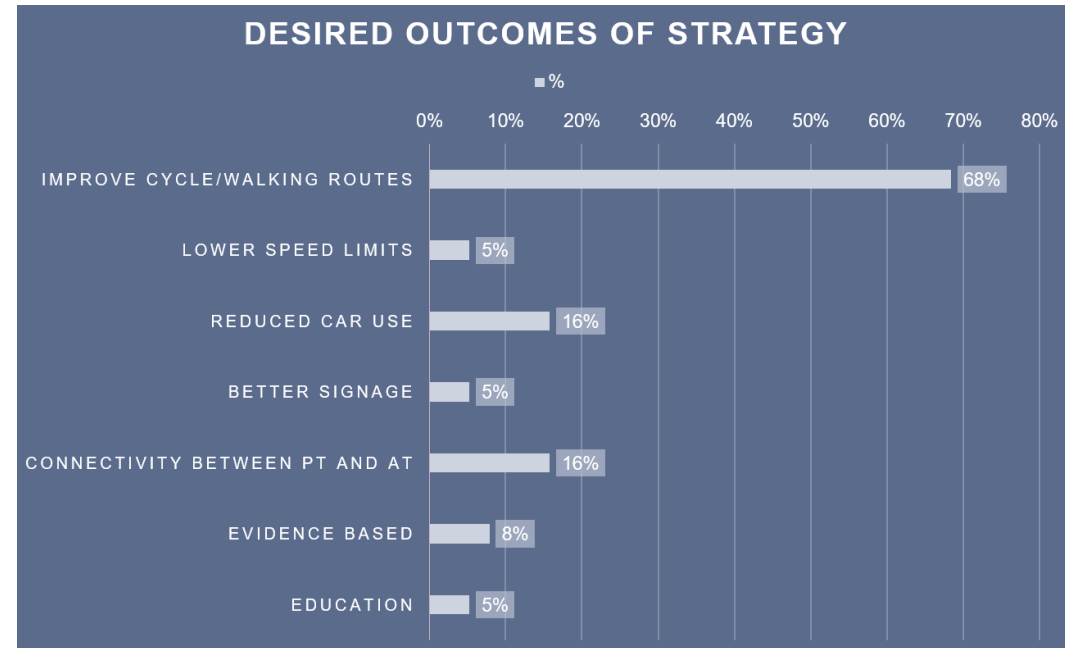 DESIRED OUTCOMES OF STRATEGY
%
0% 10% 20% 30% 40% 50% 60% 70% 80%
IMPROVE CYCLE/WALKING ROUTES 68%
LOWER SPEED LIMITS 5%
REDUCED CAR USE 16%
BETTER SIGNAGE 5%
CONNECTIVITY BETWEEN PT AND AT 16%
EVIDENCE BASED 8%
EDUCATION 5%